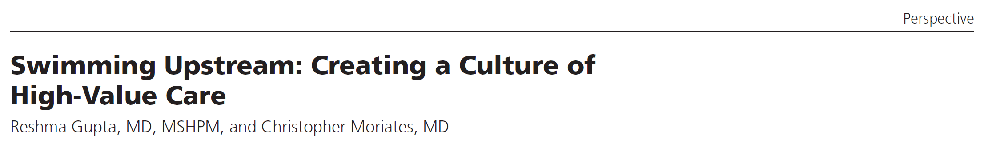 Perspective
Swimming Upstream: Creating a Culture of
High-Value Care
Reshma Gupta, MD, MSHPM, and Christopher Moriates, MD